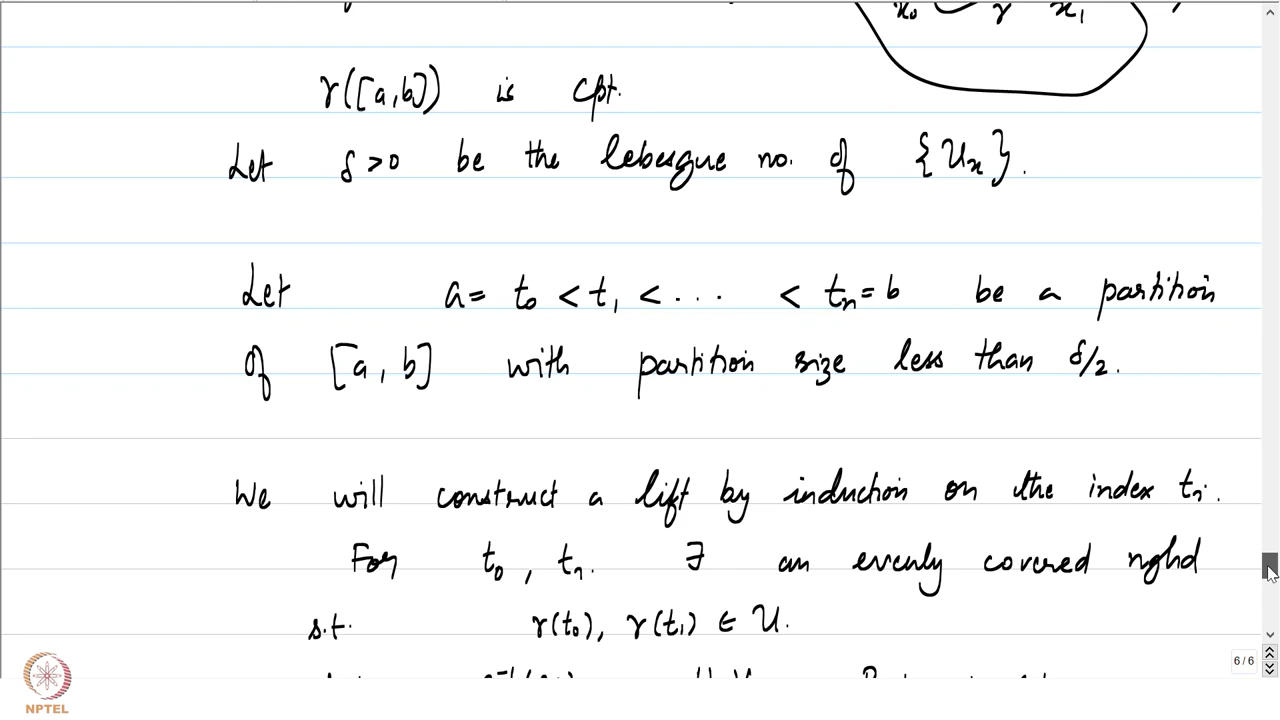 x₀ γ x₁
γ([a,b]) is cpt.
Let δ>0 be the lebesgue no. of {Uₓ}.
Let a= t₀ < t₁ < ... < tₙ= b be a partition
of [a, b] with partition size less than δ/2.
We will construct a lift by induction on the index tᵢ.
For t₀, t₁. ∃ an evenly covered nghd
s.t. γ(t₀), γ(t₁) ∈ U.
6 / 6
NPTEL